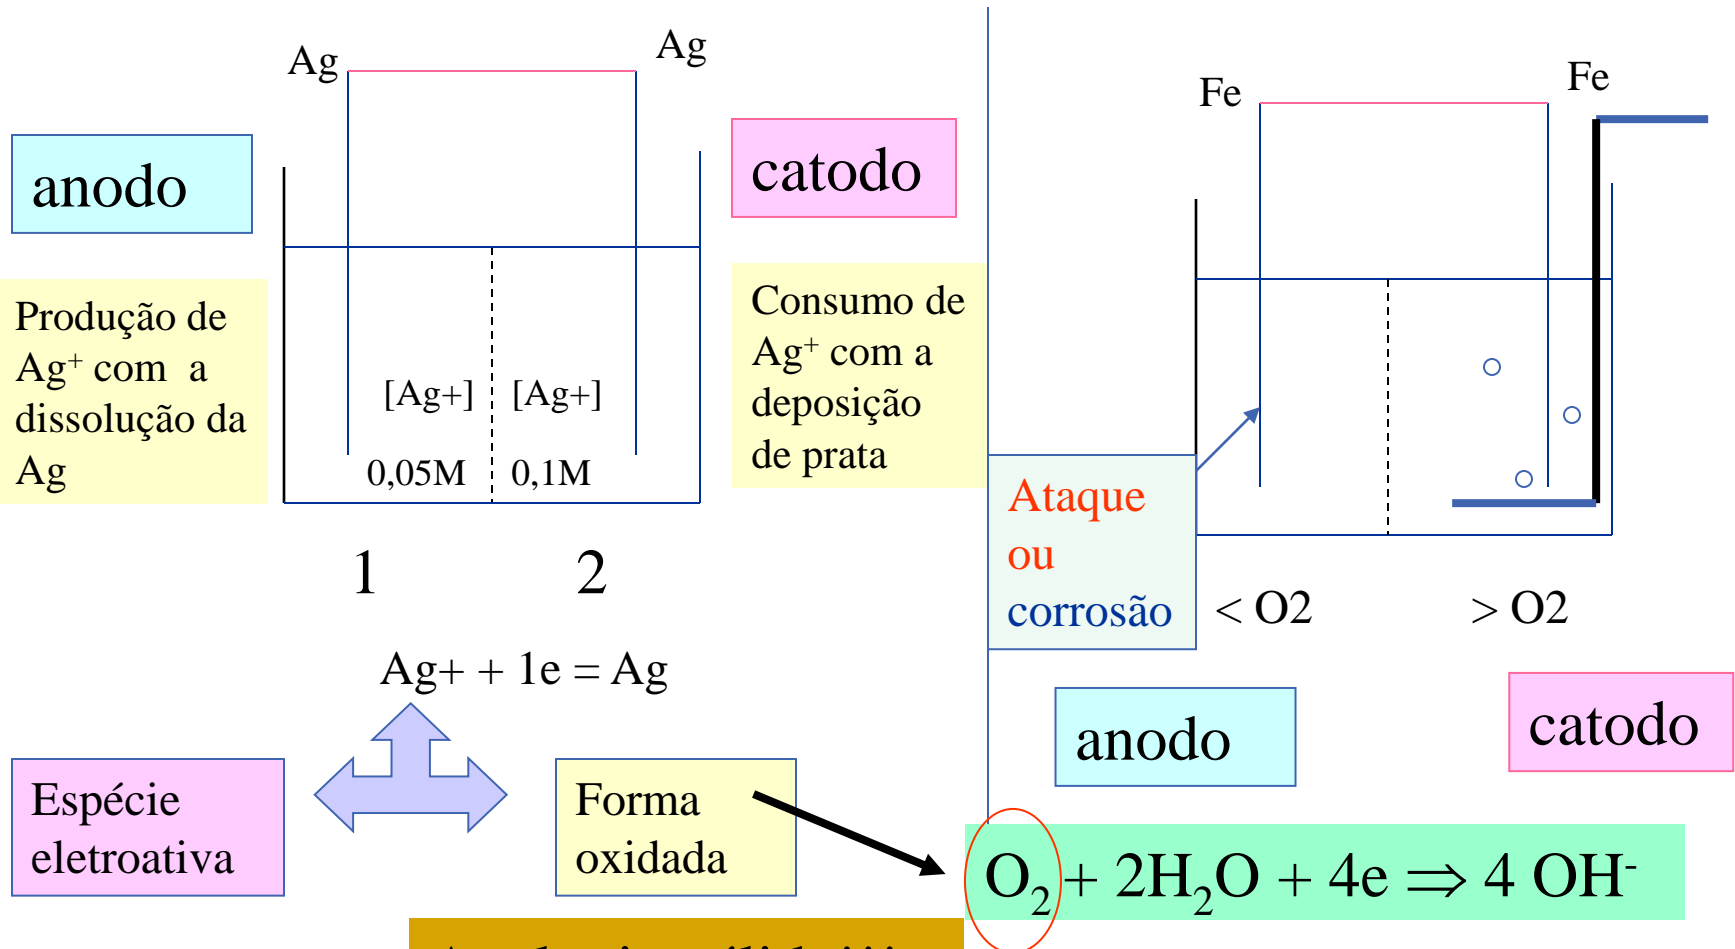 Ag
Ag
anodo
catodo
Produção de
Ag⁺ com a
dissolução da
Ag
[Ag+]
[Ag+]
0,05M
0,1M
Consumo de
Ag⁺ com a
deposição
de prata
1
2
Ag+ + 1e = Ag
Espécie
eletroativa
Forma
oxidada
Fe
Fe
Ataque
ou
corrosão
< O2
> O2
anodo
catodo
O₂ + 2H₂O + 4e ⇒ 4 OH⁻